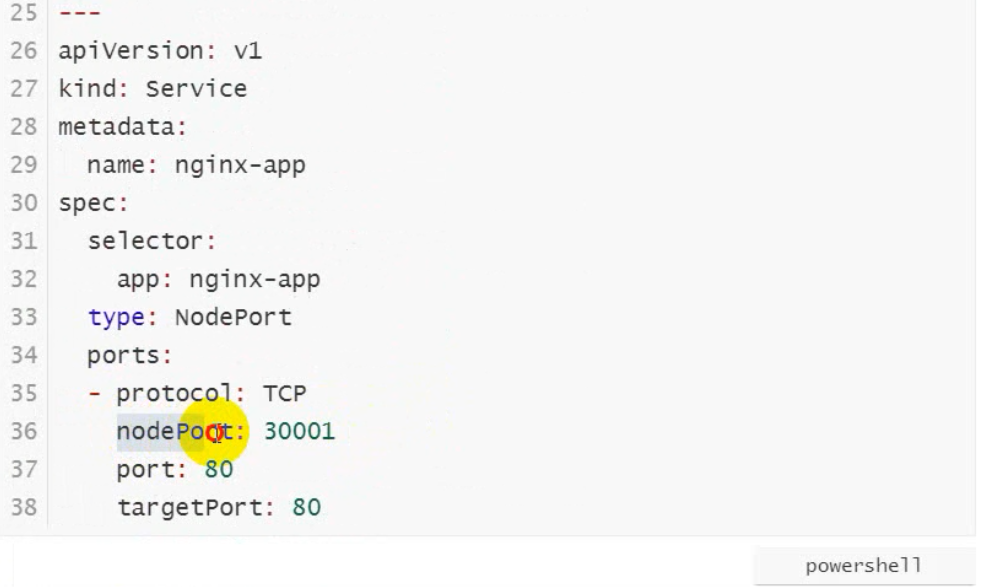 25 ---
26 apiVersion: v1
27 kind: Service
28 metadata:
29   name: nginx-app
30 spec:
31   selector:
32     app: nginx-app
33   type: NodePort
34   ports:
35   - protocol: TCP
36     nodePort: 30001
37     port: 80
38     targetPort: 80
powershell